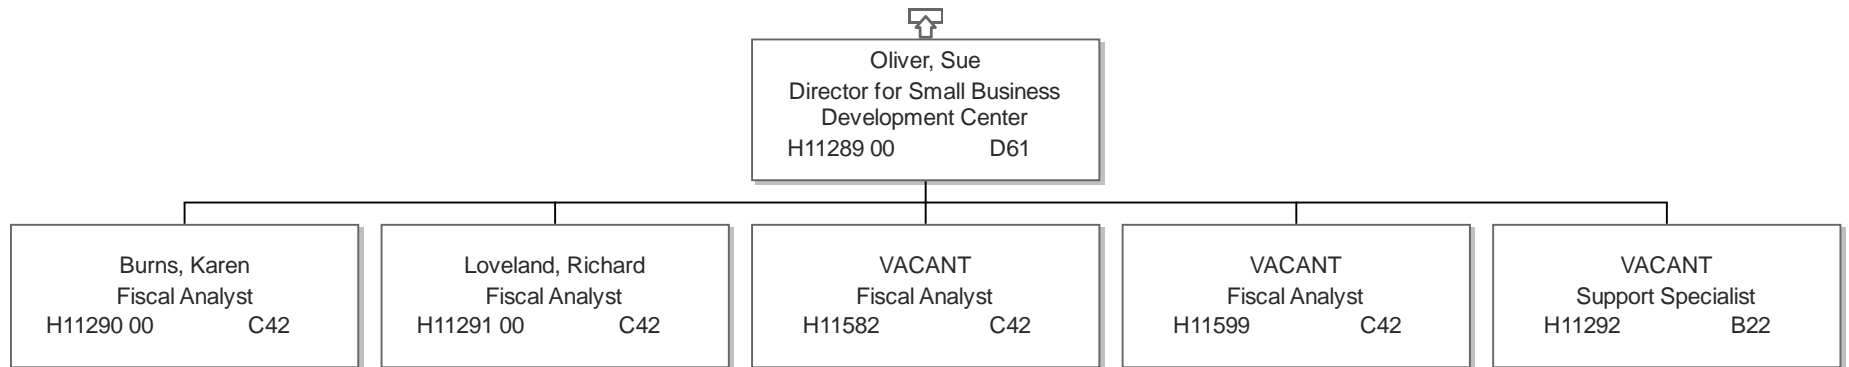 Oliver, Sue
Director for Small Business
Development Center
H11289 00 D61
Burns, Karen
Fiscal Analyst
H11290 00 C42
Loveland, Richard
Fiscal Analyst
H11291 00 C42
VACANT
Fiscal Analyst
H11582 C42
VACANT
Fiscal Analyst
H11599 C42
VACANT
Support Specialist
H11292 B22